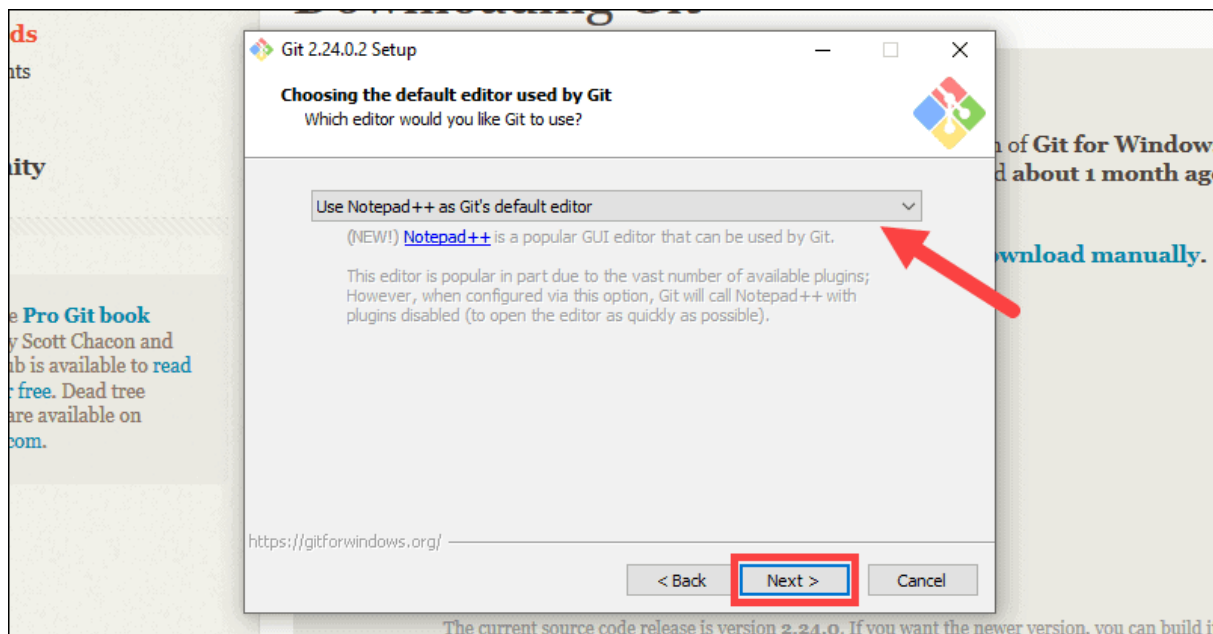 Downloading Git
ds
nts
ity
Git 2.24.0.2 Setup
Choosing the default editor used by Git
Which editor would you like Git to use?
Use Notepad++ as Git's default editor
(NEW!) Notepad++ is a popular GUI editor that can be used by Git.
This editor is popular in part due to the vast number of available plugins;
However, when configured via this option, Git will call Notepad++ with
plugins disabled (to open the editor as quickly as possible).
https://gitforwindows.org/
< Back
Next >
Cancel
n of Git for Window
d about 1 month ag
ownload manually.
e Pro Git book
y Scott Chacon and
ub is available to read
r free. Dead tree
are available on
com.
The current source code release is version 2.24.0. If you want the newer version, you can build i